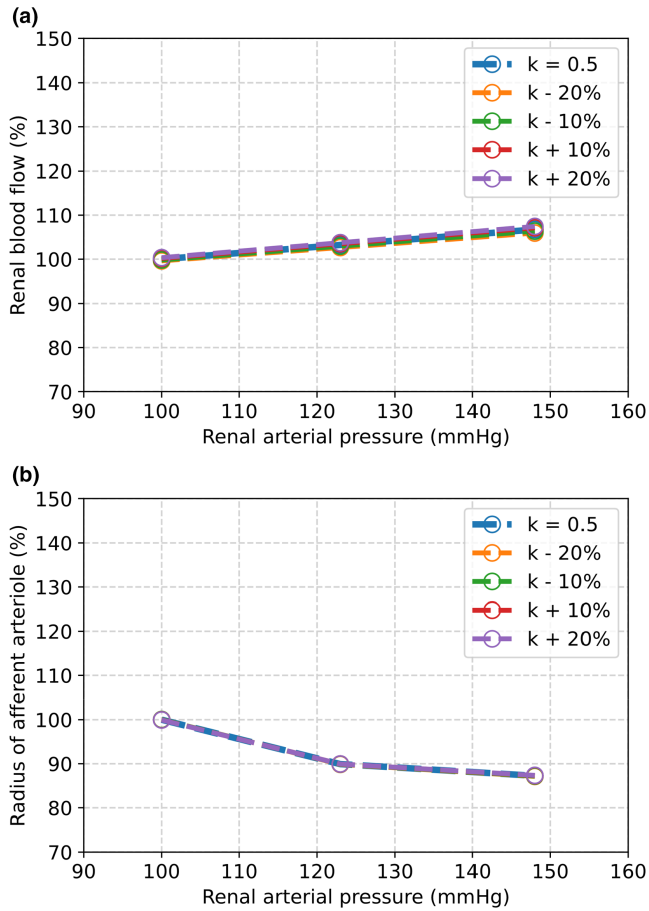 (a)
150
140
130
120
110
100
90
80
70
Renal blood flow (%)
k = 0.5
k - 20%
k - 10%
k + 10%
k + 20%
90 100 110 120 130 140 150 160
Renal arterial pressure (mmHg)
(b)
150
140
130
120
110
100
90
80
70
Radius of afferent arteriole (%)
k = 0.5
k - 20%
k - 10%
k + 10%
k + 20%
90 100 110 120 130 140 150 160
Renal arterial pressure (mmHg)